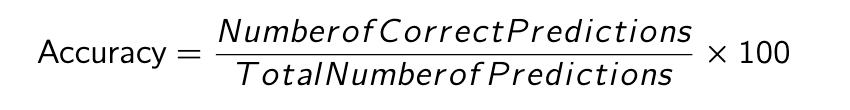 Accuracy = NumberofCorrectPredictions / TotalNumberofPredictions × 100